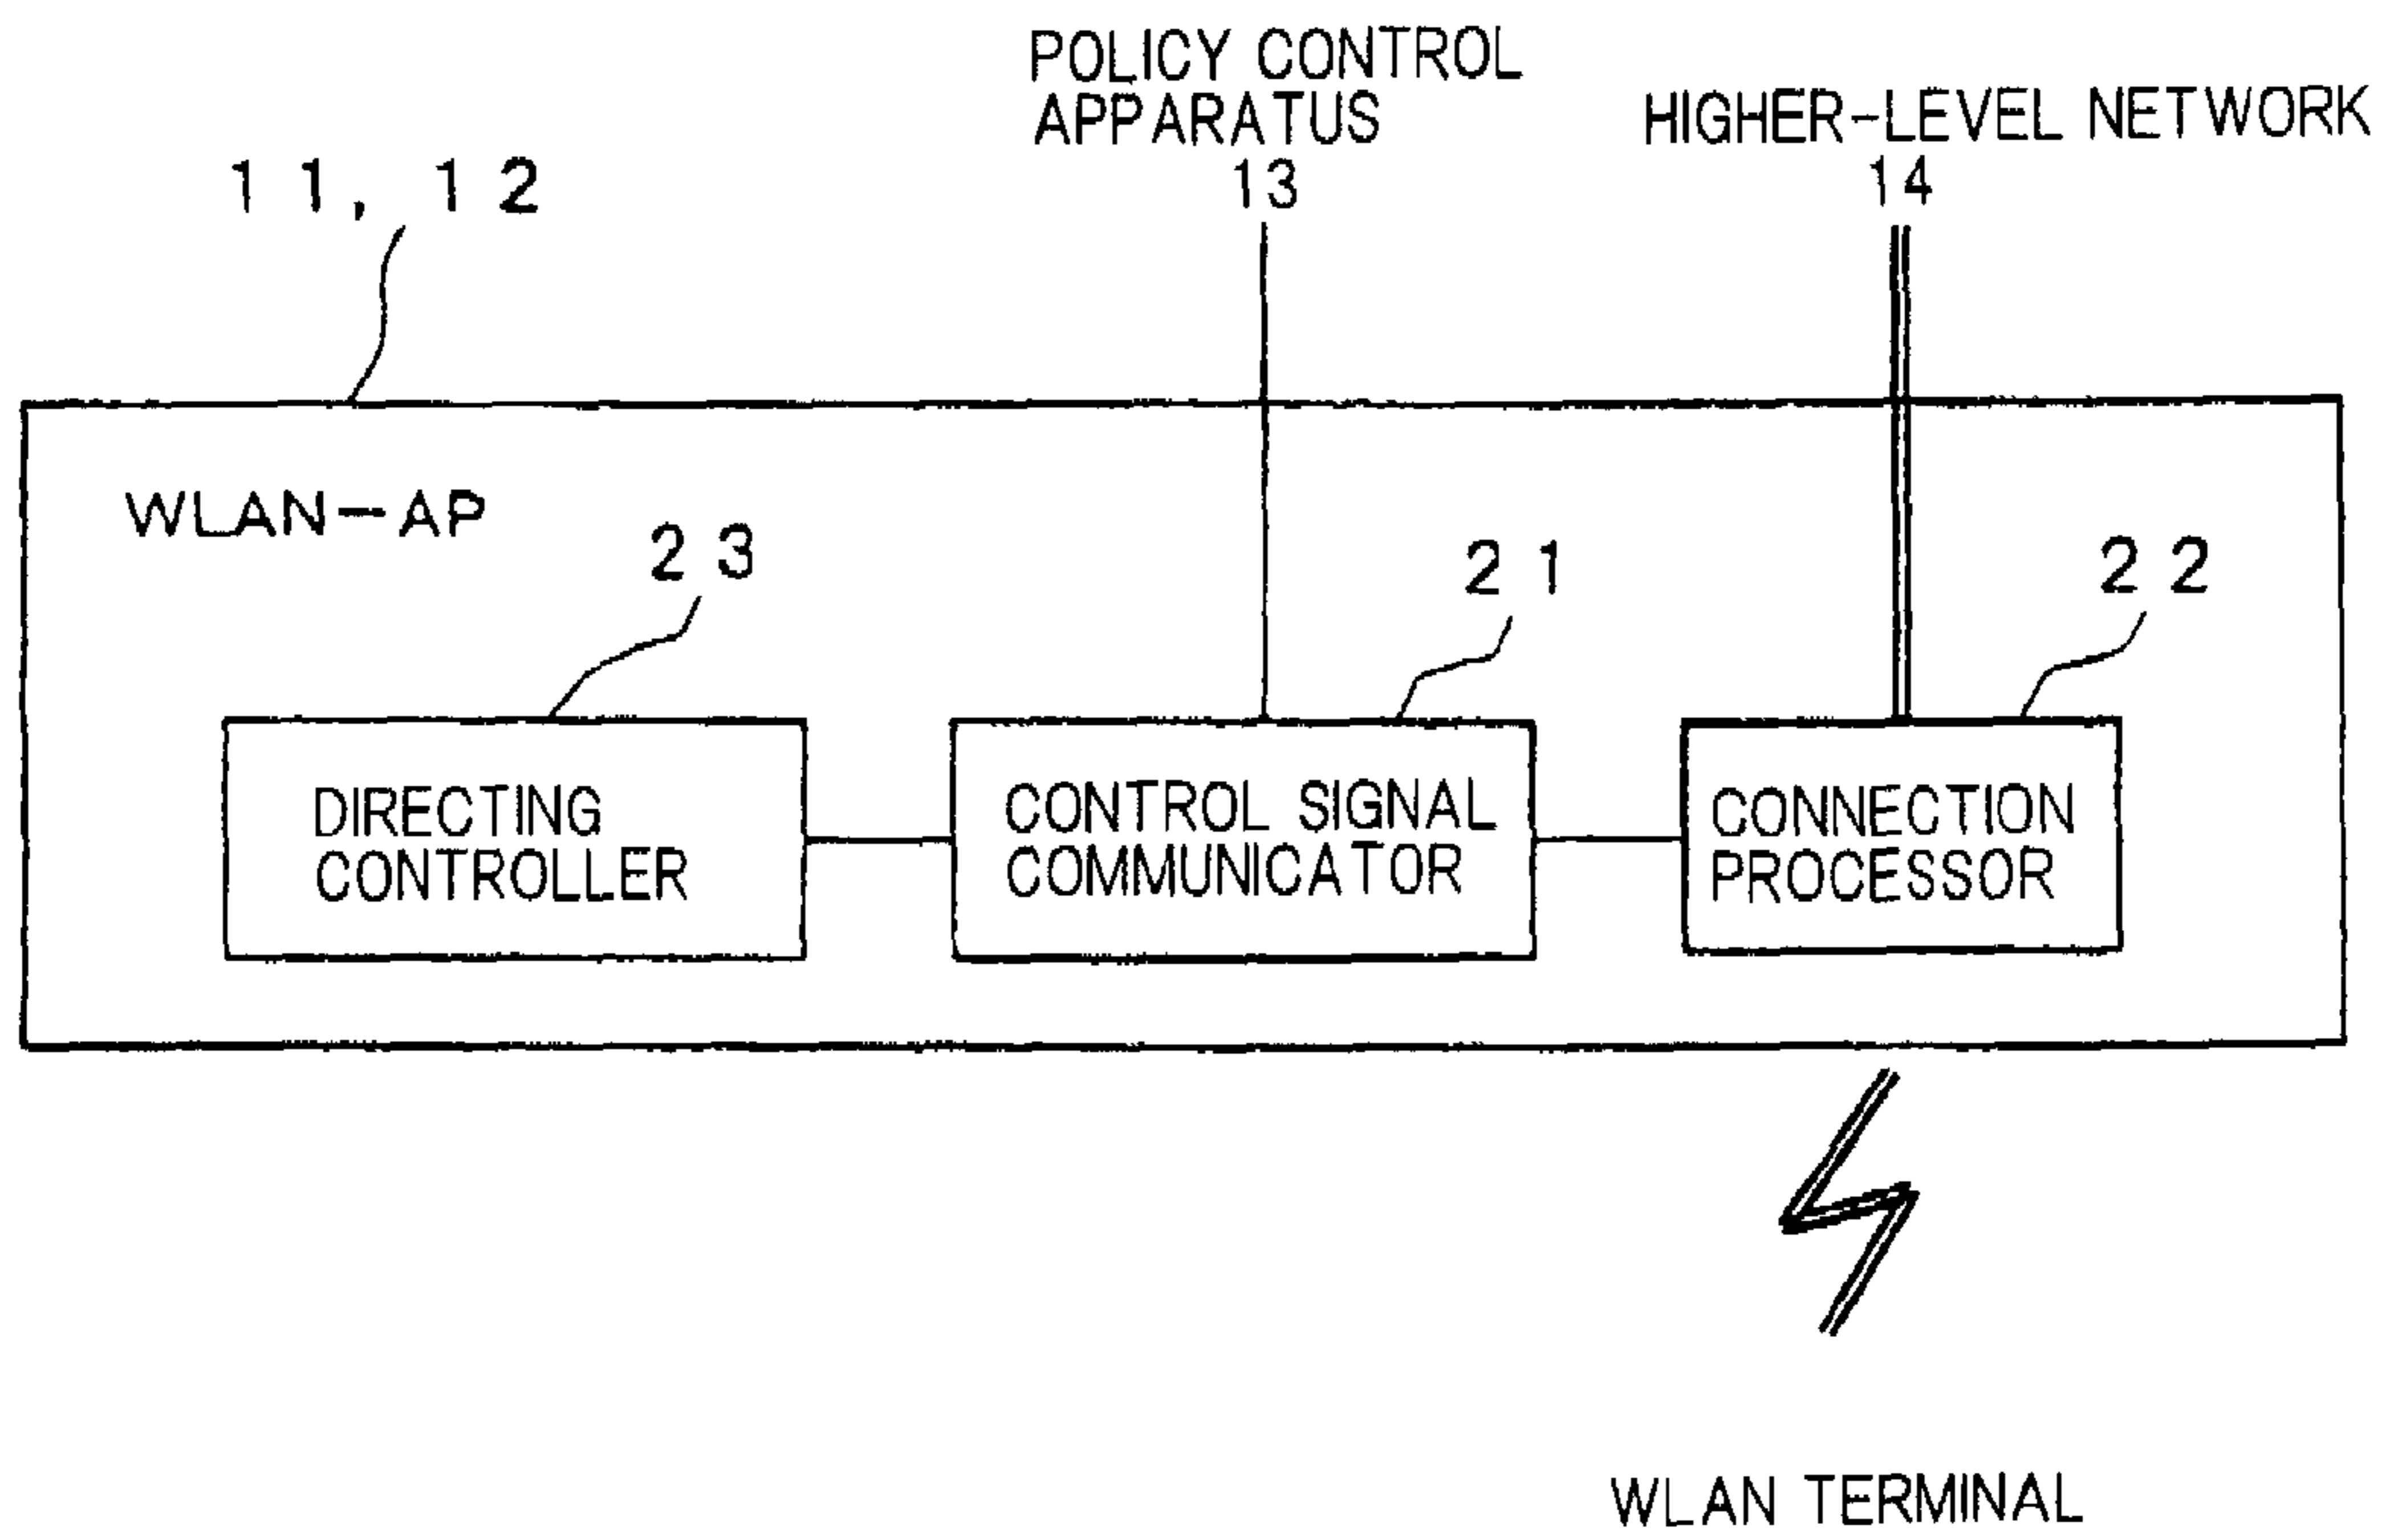 POLICY CONTROL
APPARATUS
13
HIGHER-LEVEL NETWORK
14
11, 12
WLAN-AP
23
21
22
DIRECTING
CONTROLLER
CONTROL SIGNAL
COMMUNICATOR
CONNECTION
PROCESSOR
WLAN TERMINAL